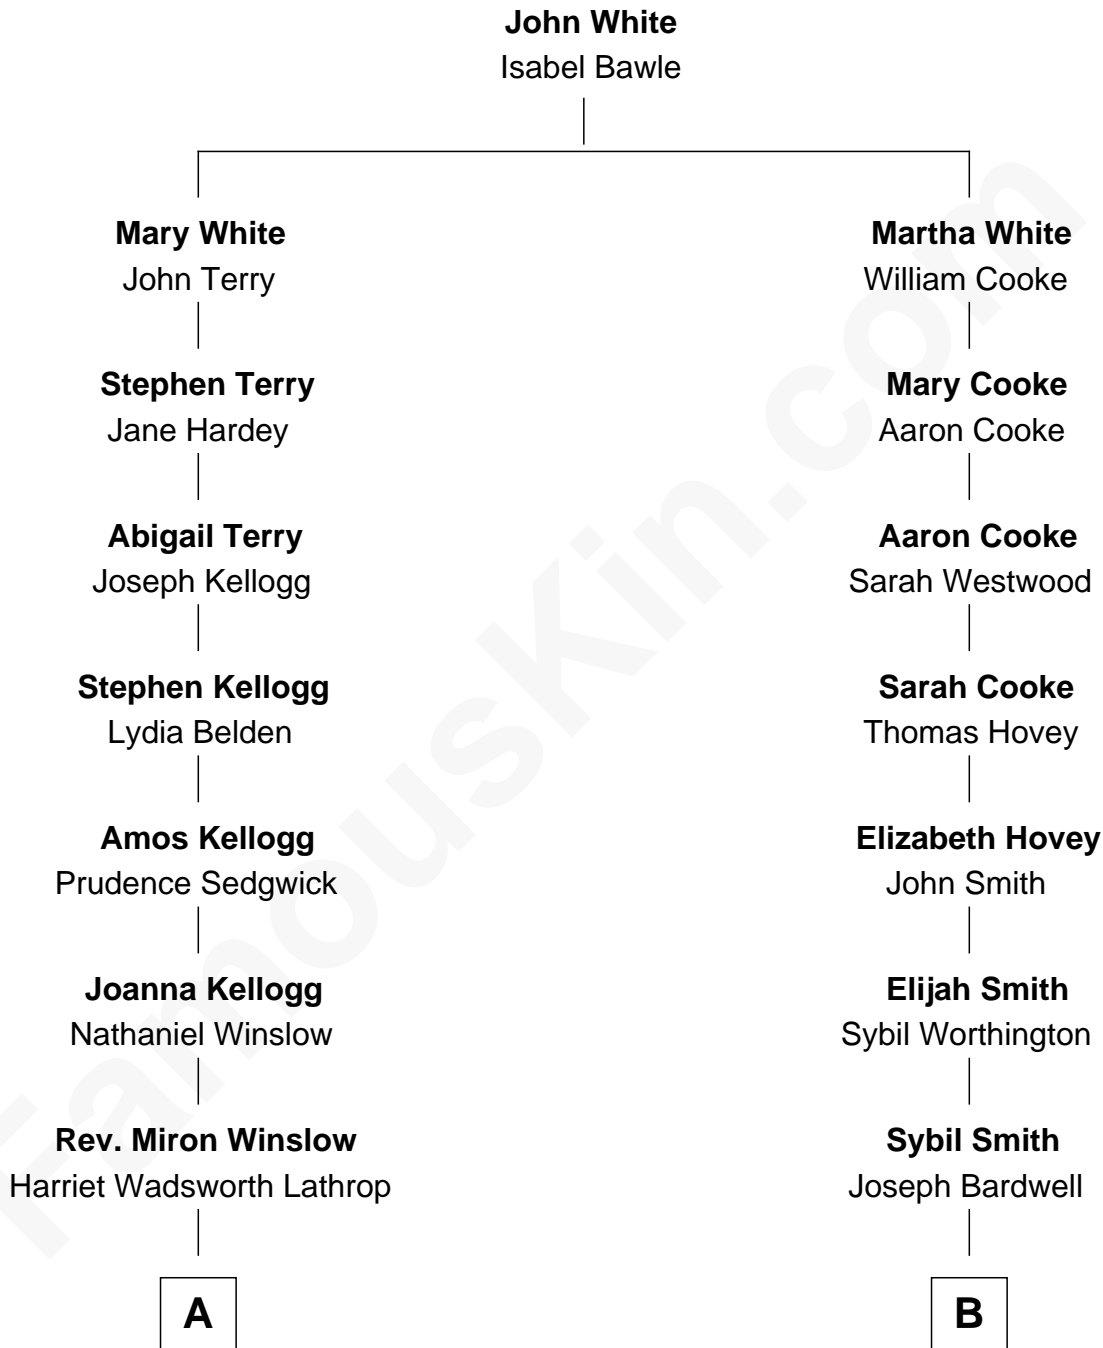 John White
Isabel Bawle
Mary White
John Terry
Martha White
William Cooke
Stephen Terry
Jane Hardey
Mary Cooke
Aaron Cooke
Abigail Terry
Joseph Kellogg
Aaron Cooke
Sarah Westwood
Stephen Kellogg
Lydia Belden
Sarah Cooke
Thomas Hovey
Amos Kellogg
Prudence Sedgwick
Elizabeth Hovey
John Smith
Joanna Kellogg
Nathaniel Winslow
Elijah Smith
Sybil Worthington
Rev. Miron Winslow
Harriet Wadsworth Lathrop
Sybil Smith
Joseph Bardwell
A
B
FamousKin.com